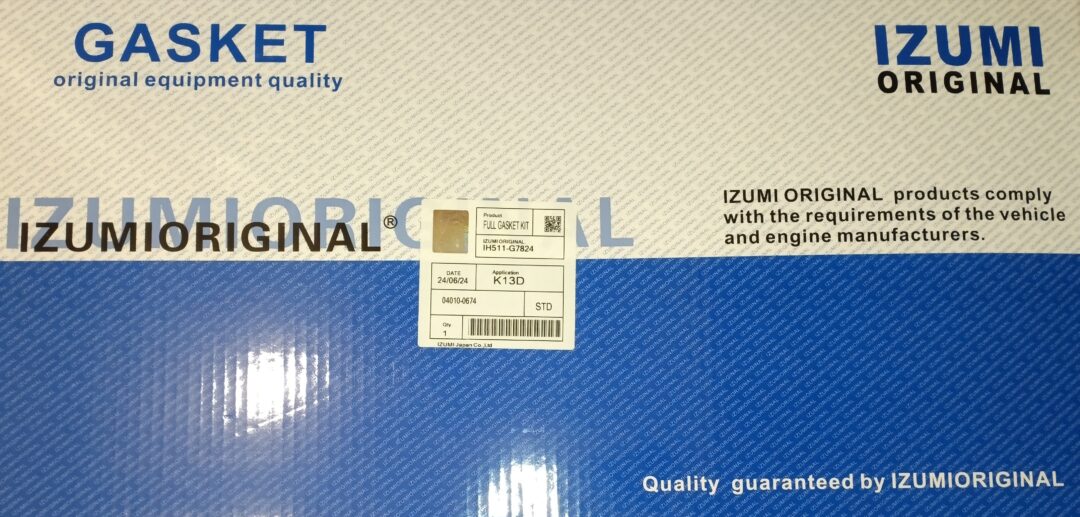 GASKET
original equipment quality
IZUMI
ORIGINAL
IZUMIORIGINAL
IZUMIORIGINAL®
IZUMI ORIGINAL products comply
with the requirements of the vehicle
and engine manufacturers.
Product
FULL GASKET KIT
IZUMIORIGINAL
IH511-G7824
DATE
24/06/24
Application
K13D
04010-0674
STD
Qty
1
IZUMI Japan Co.,Ltd
Quality guaranteed by IZUMIORIGINAL